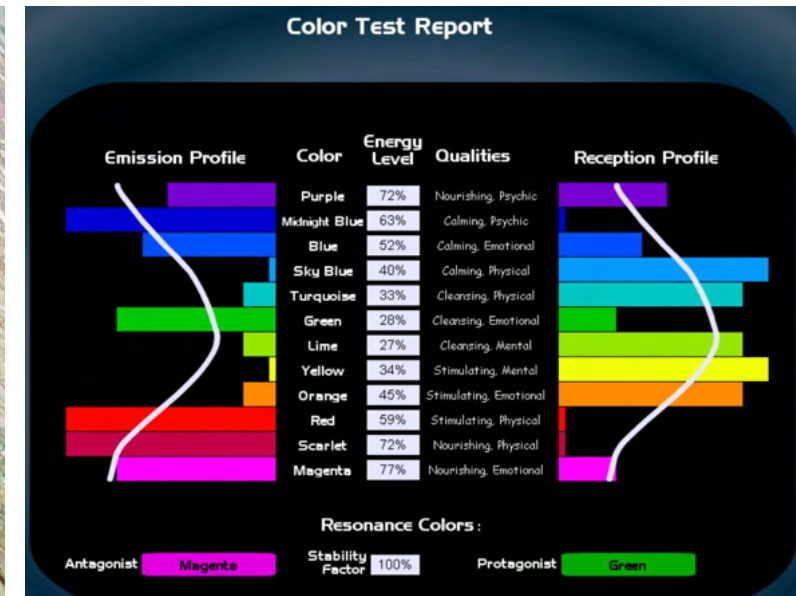 Color Test Report
Emission Profile Color Energy Level Qualities Reception Profile
Purple 72% Nourishing, Psychic
Midnight Blue 63% Calming, Psychic
Blue 52% Calming, Emotional
Sky Blue 40% Calming, Physical
Turquoise 33% Cleansing, Physical
Green 28% Cleansing, Emotional
Lime 27% Cleansing, Mental
Yellow 34% Stimulating, Mental
Orange 45% Stimulating, Emotional
Red 59% Stimulating, Physical
Scarlet 72% Nourishing, Physical
Magenta 77% Nourishing, Emotional
Resonance Colors:
Antagonist Magenta Stability Factor 100% Protagonist Green